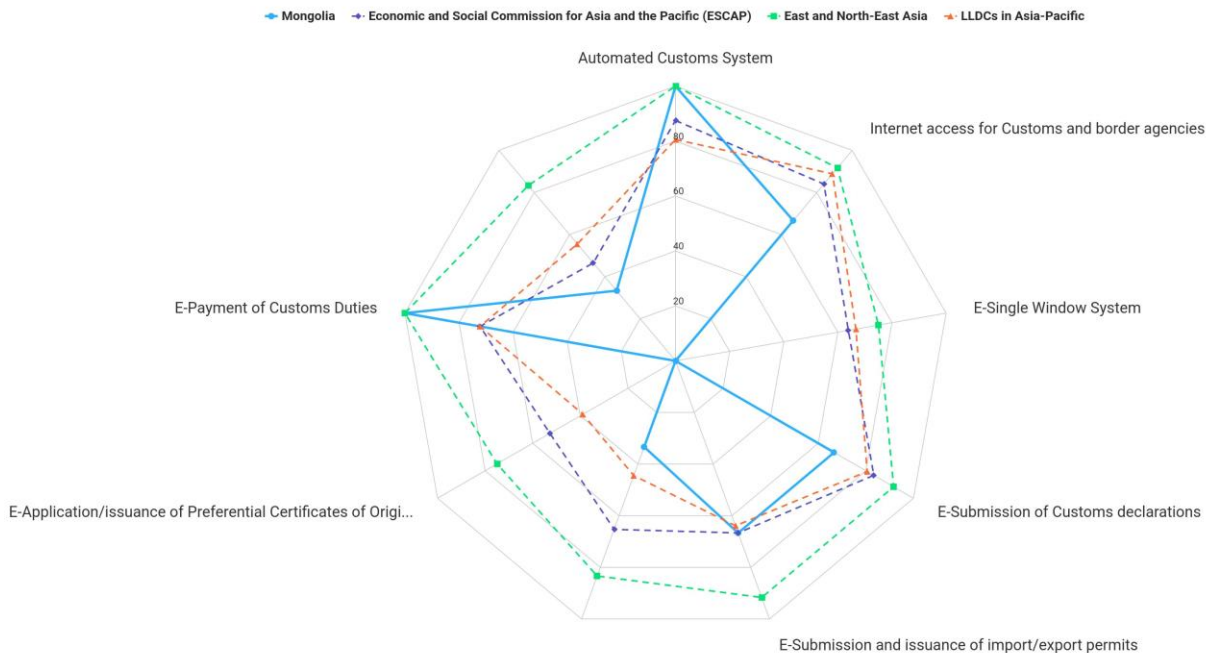 Mongolia Economic and Social Commission for Asia and the Pacific (ESCAP) East and North-East Asia LLDCs in Asia-Pacific
Automated Customs System
Internet access for Customs and border agencies
80
60
40
20
E-Payment of Customs Duties
E-Single Window System
E-Application/issuance of Preferential Certificates of Origi...
E-Submission of Customs declarations
E-Submission and issuance of import/export permits